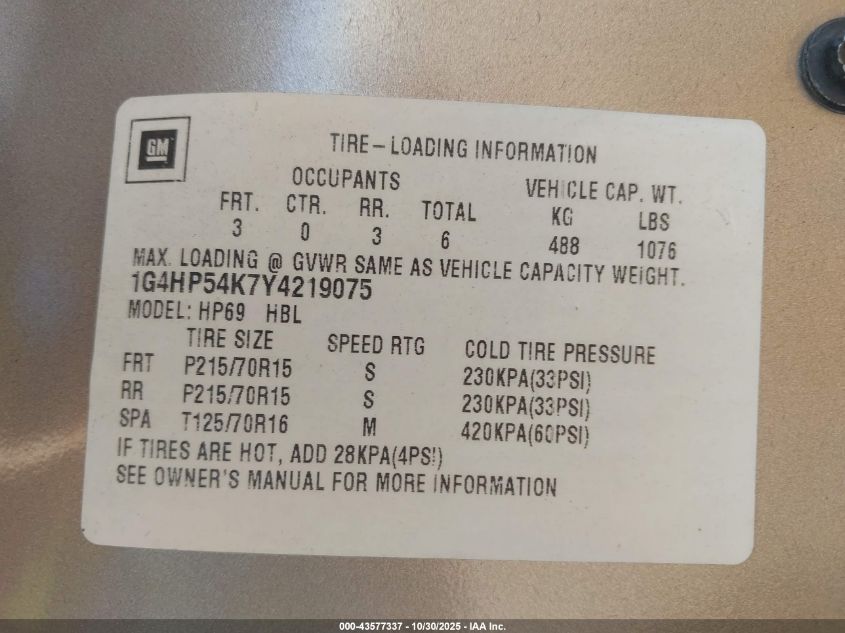 GM
TIRE-LOADING INFORMATION
OCCUPANTS VEHICLE CAP. WT.
FRT. CTR. RR. TOTAL KG LBS
3 0 3 6 488 1076
MAX. LOADING @ GVWR SAME AS VEHICLE CAPACITY WEIGHT.
1G4HP54K7Y4219075
MODEL: HP69 HBL
TIRE SIZE SPEED RTG COLD TIRE PRESSURE
FRT P215/70R15 S 230KPA(33PSI)
RR P215/70R15 S 230KPA(33PSI)
SPA T125/70R16 M 420KPA(60PSI)
IF TIRES ARE HOT, ADD 28KPA(4PSI)
SEE OWNER'S MANUAL FOR MORE INFORMATION
000-43577337 - 10/30/2025 - IAA Inc.